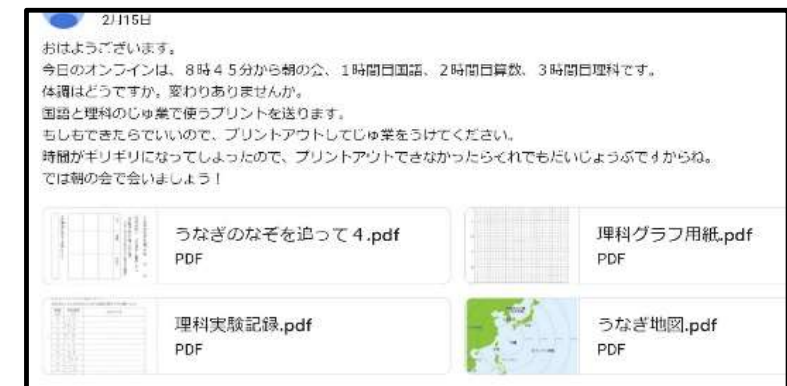 2月15日
おはようございます。
今日のオンラインは、8時45分から朝の会、1時間目国語、2時間目算数、3時間目理科です。
体調はどうですか。変わりありませんか。
国語と理科のじゅ業で使うプリントを送ります。
もしもできたらでいいので、プリントアウトしてじゅ業をうけてください。
時間がギリギリになってしまったので、プリントアウトできなかったらそれでもだいじょうぶですからね。
では朝の会で会いましょう!
うなぎのなぞを追って4.pdf
PDF
理科グラフ用紙.pdf
PDF
理科実験記録.pdf
PDF
うなぎ地図.pdf
PDF